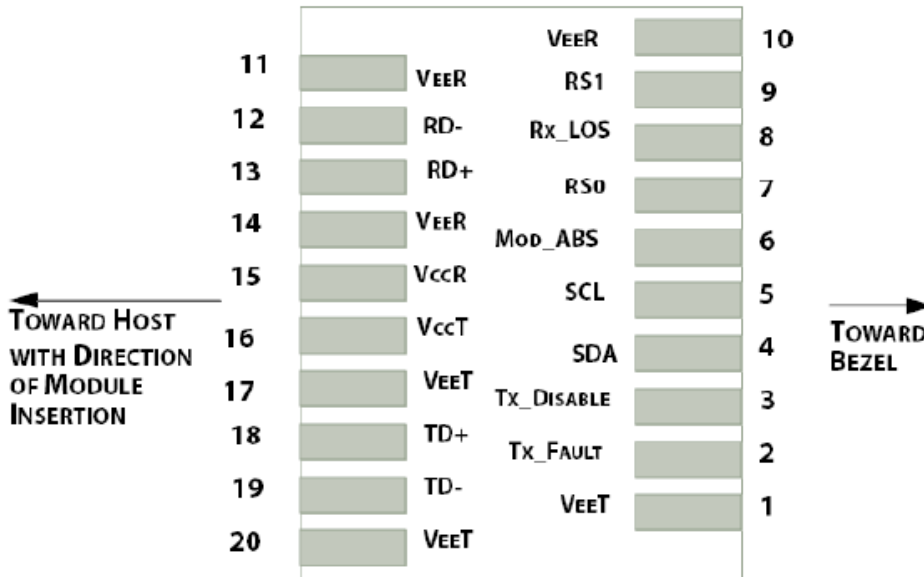 11 VEER
12 RD-
13 RD+
14 VEER
15 VccR
16 VccT
17 VEET
18 TD+
19 TD-
20 VEET
VEER 10
RS1 9
Rx_LOS 8
RS0 7
MOD_ABS 6
SCL 5
SDA 4
Tx_DISABLE 3
Tx_FAULT 2
VEET 1
TOWARD HOST
WITH DIRECTION
OF MODULE
INSERTION
TOWARD
BEZEL